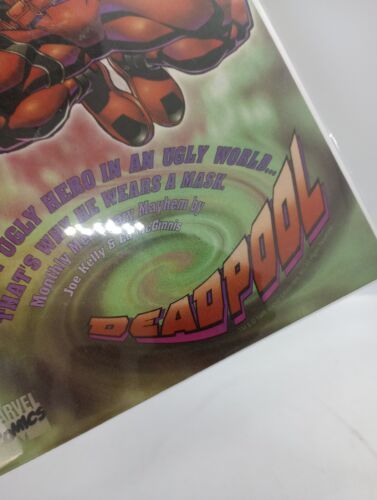 UGLY HERO IN AN UGLY WORLD...
THAT'S WHY HE WEARS A MASK.
Monthly Mayhem by
Joe Kelly &
DEADPOOL
MARVEL
COMICS